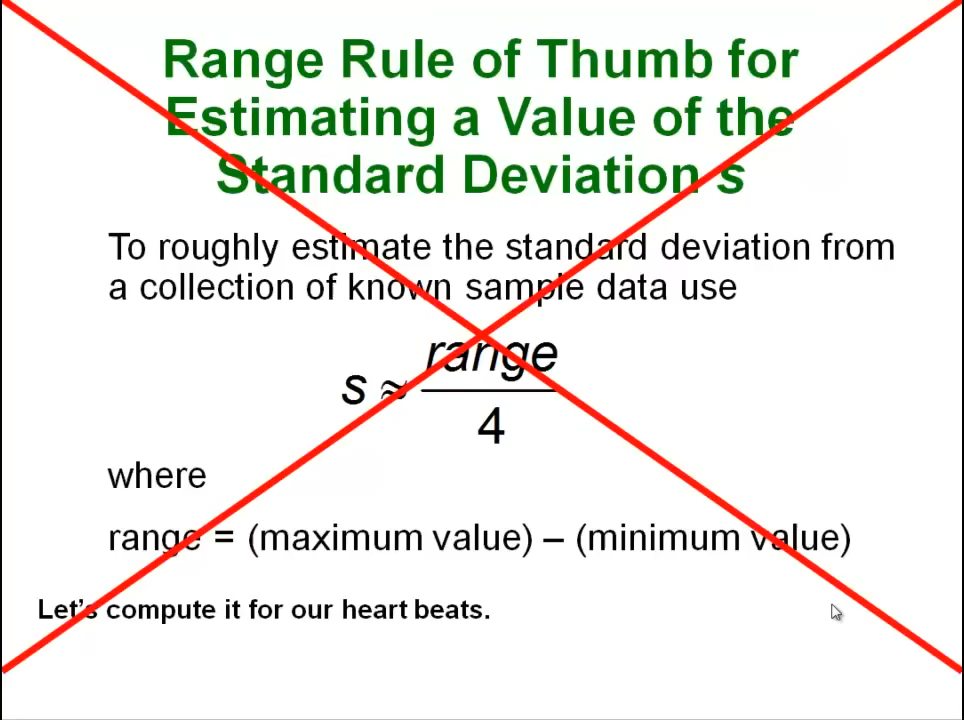 Range Rule of Thumb for
Estimating a Value of the
Standard Deviation s
To roughly estimate the standard deviation from
a collection of known sample data use
s ≈ range
4
where
range = (maximum value) – (minimum value)
Let's compute it for our heart beats.